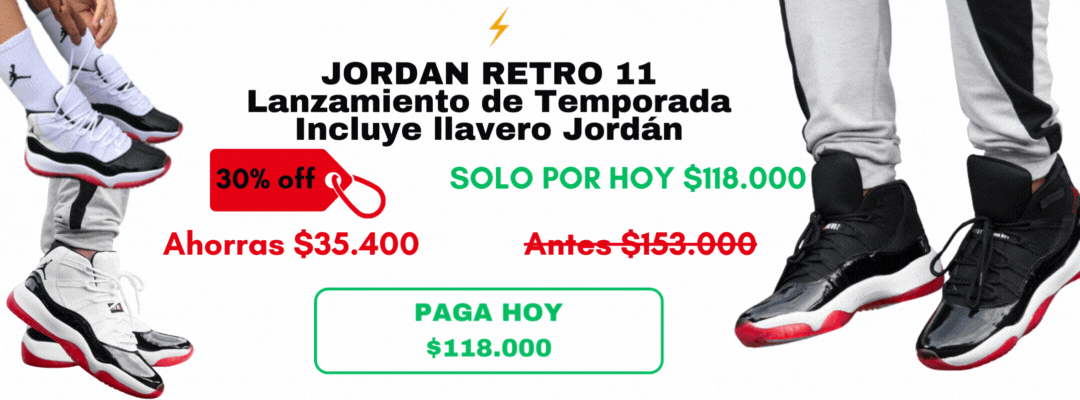 JORDAN RETRO 11
Lanzamiento de Temporada
Incluye llavero Jordán
30% off
SOLO POR HOY $118.000
Ahorras $35.400
Antes $153.000
PAGA HOY
$118.000